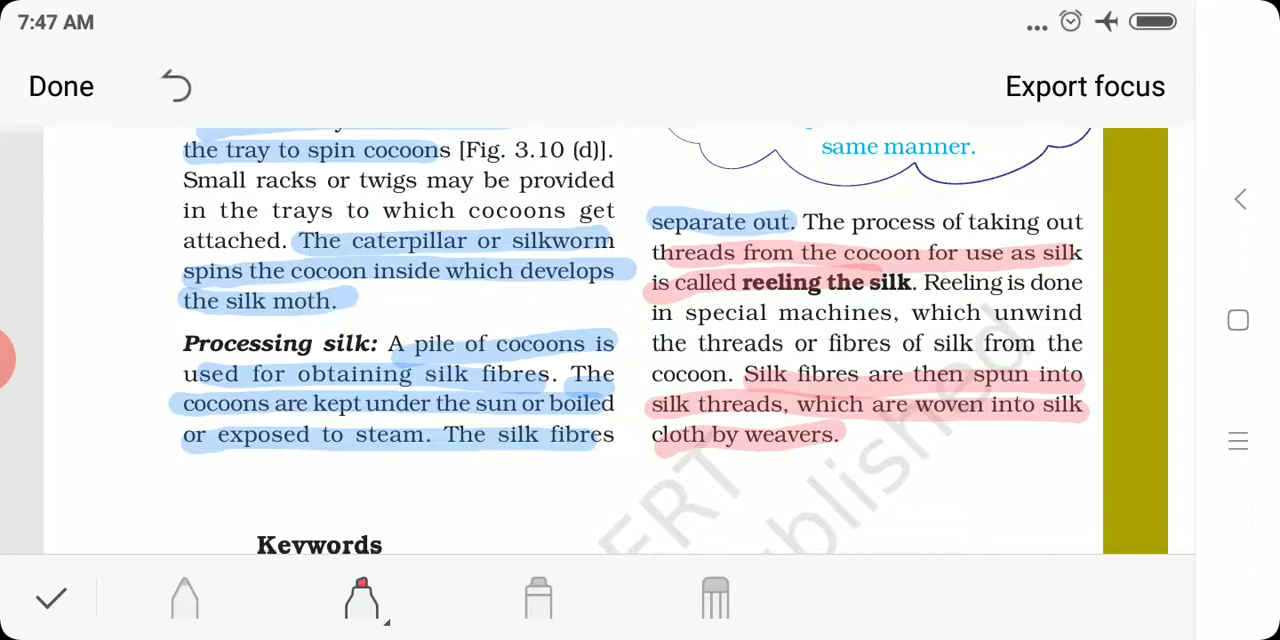 7:47 AM
Done
Export focus
the tray to spin cocoons [Fig. 3.10 (d)].
Small racks or twigs may be provided
in the trays to which cocoons get
attached. The caterpillar or silkworm
spins the cocoon inside which develops
the silk moth.
Processing silk: A pile of cocoons is
used for obtaining silk fibres. The
cocoons are kept under the sun or boiled
or exposed to steam. The silk fibres
Keywords
same manner.
separate out. The process of taking out
threads from the cocoon for use as silk
is called reeling the silk. Reeling is done
in special machines, which unwind
the threads or fibres of silk from the
cocoon. Silk fibres are then spun into
silk threads, which are woven into silk
cloth by weavers.